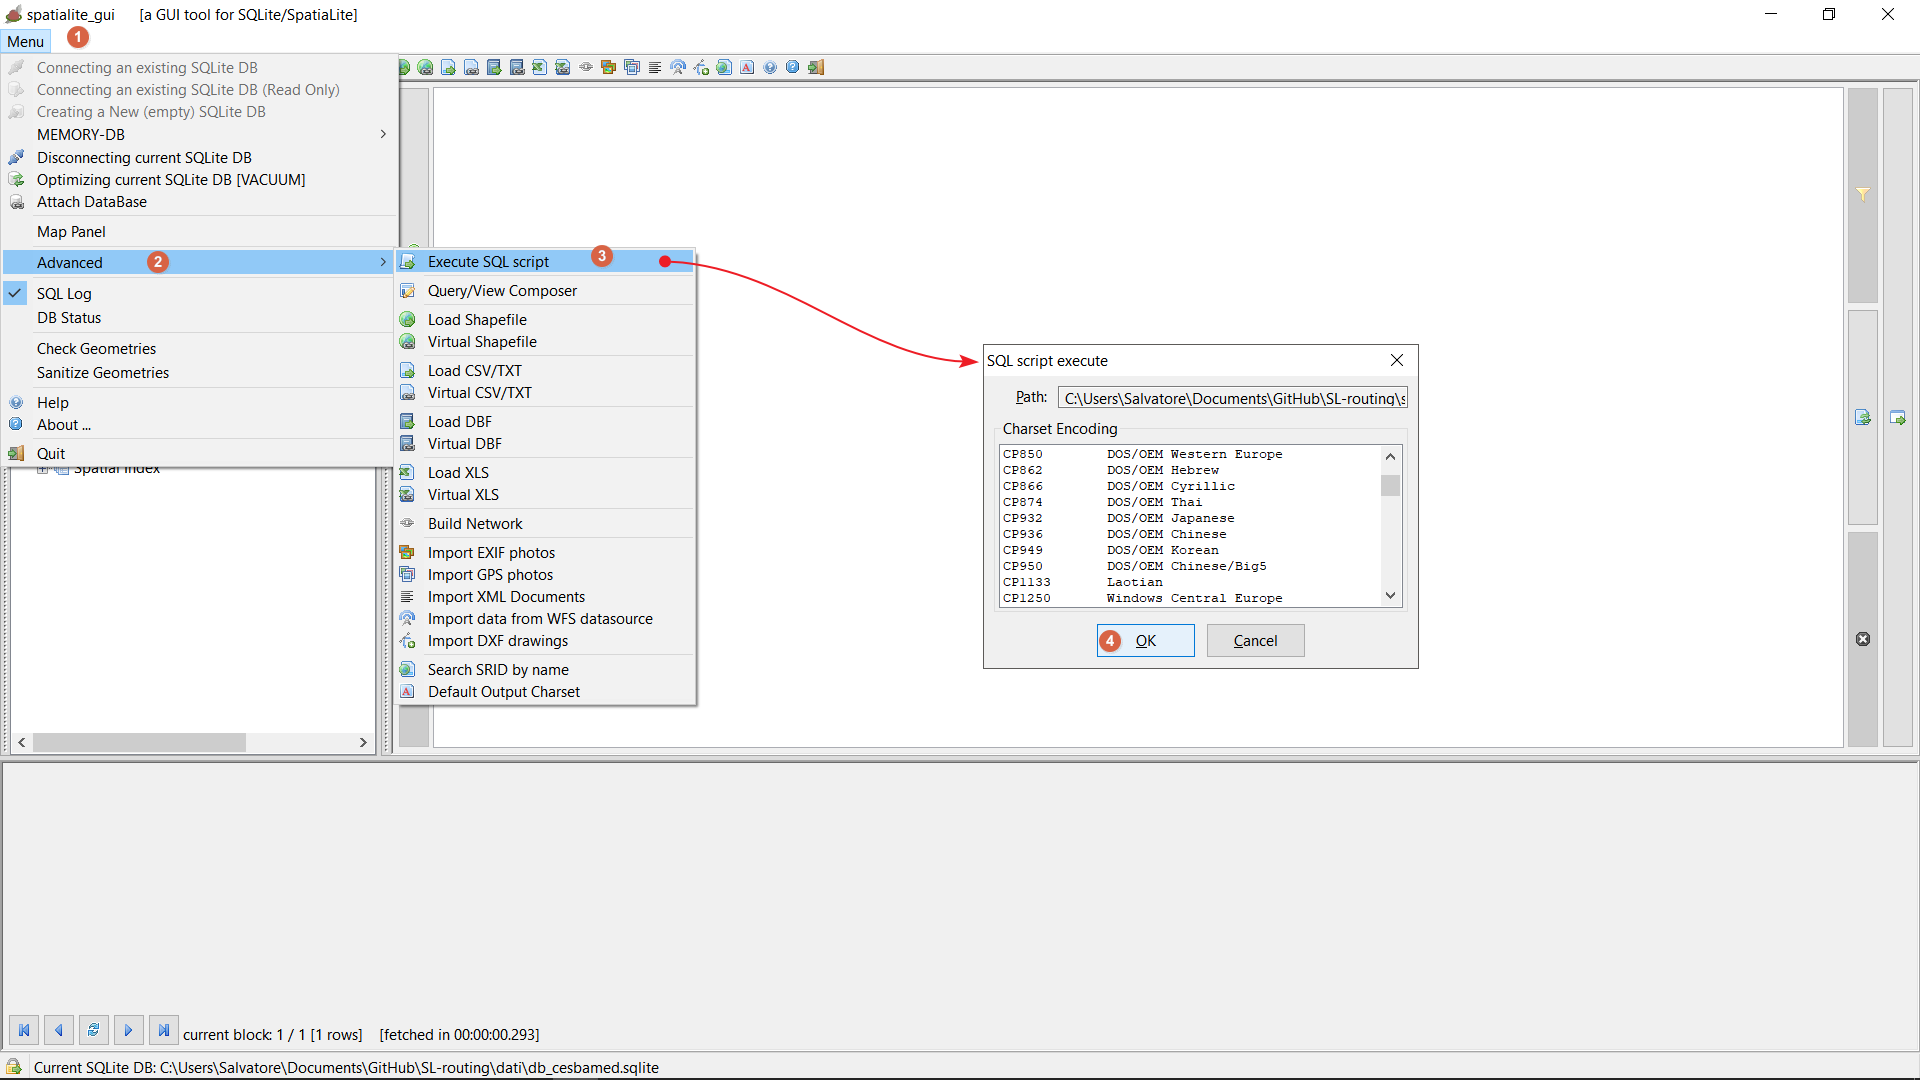 spatialite_gui [a GUI tool for SQLite/SpatiaLite]
Menu
1
Connecting an existing SQLite DB
Connecting an existing SQLite DB (Read Only)
Creating a New (empty) SQLite DB
MEMORY-DB
Disconnecting current SQLite DB
Optimizing current SQLite DB [VACUUM]
Attach DataBase
Map Panel
Advanced
2
SQL Log
DB Status
Check Geometries
Sanitize Geometries
Help
About ...
Quit
Spatial Index
Execute SQL script
3
Query/View Composer
Load Shapefile
Virtual Shapefile
Load CSV/TXT
Virtual CSV/TXT
Load DBF
Virtual DBF
Load XLS
Virtual XLS
Build Network
Import EXIF photos
Import GPS photos
Import XML Documents
Import data from WFS datasource
Import DXF drawings
Search SRID by name
Default Output Charset
SQL script execute
Path: C:\Users\Salvatore\Documents\GitHub\SL-routing\s
Charset Encoding
CP850 DOS/OEM Western Europe
CP862 DOS/OEM Hebrew
CP866 DOS/OEM Cyrillic
CP874 DOS/OEM Thai
CP932 DOS/OEM Japanese
CP936 DOS/OEM Chinese
CP949 DOS/OEM Korean
CP950 DOS/OEM Chinese/Big5
CP1133 Laotian
CP1250 Windows Central Europe
4 OK Cancel
current block: 1 / 1 [1 rows] [fetched in 00:00:00.293]
Current SQLite DB: C:\Users\Salvatore\Documents\GitHub\SL-routing\dati\db_cesbamed.sqlite